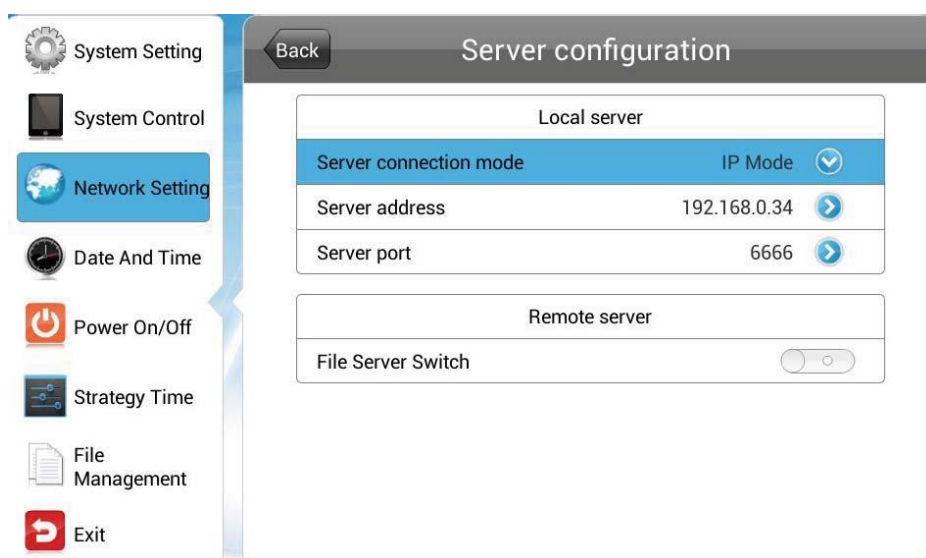 System Setting
System Control
Network Setting
Date And Time
Power On/Off
Strategy Time
File
Management
Exit
Back
Server configuration
Local server
Server connection mode IP Mode
Server address 192.168.0.34
Server port 6666
Remote server
File Server Switch